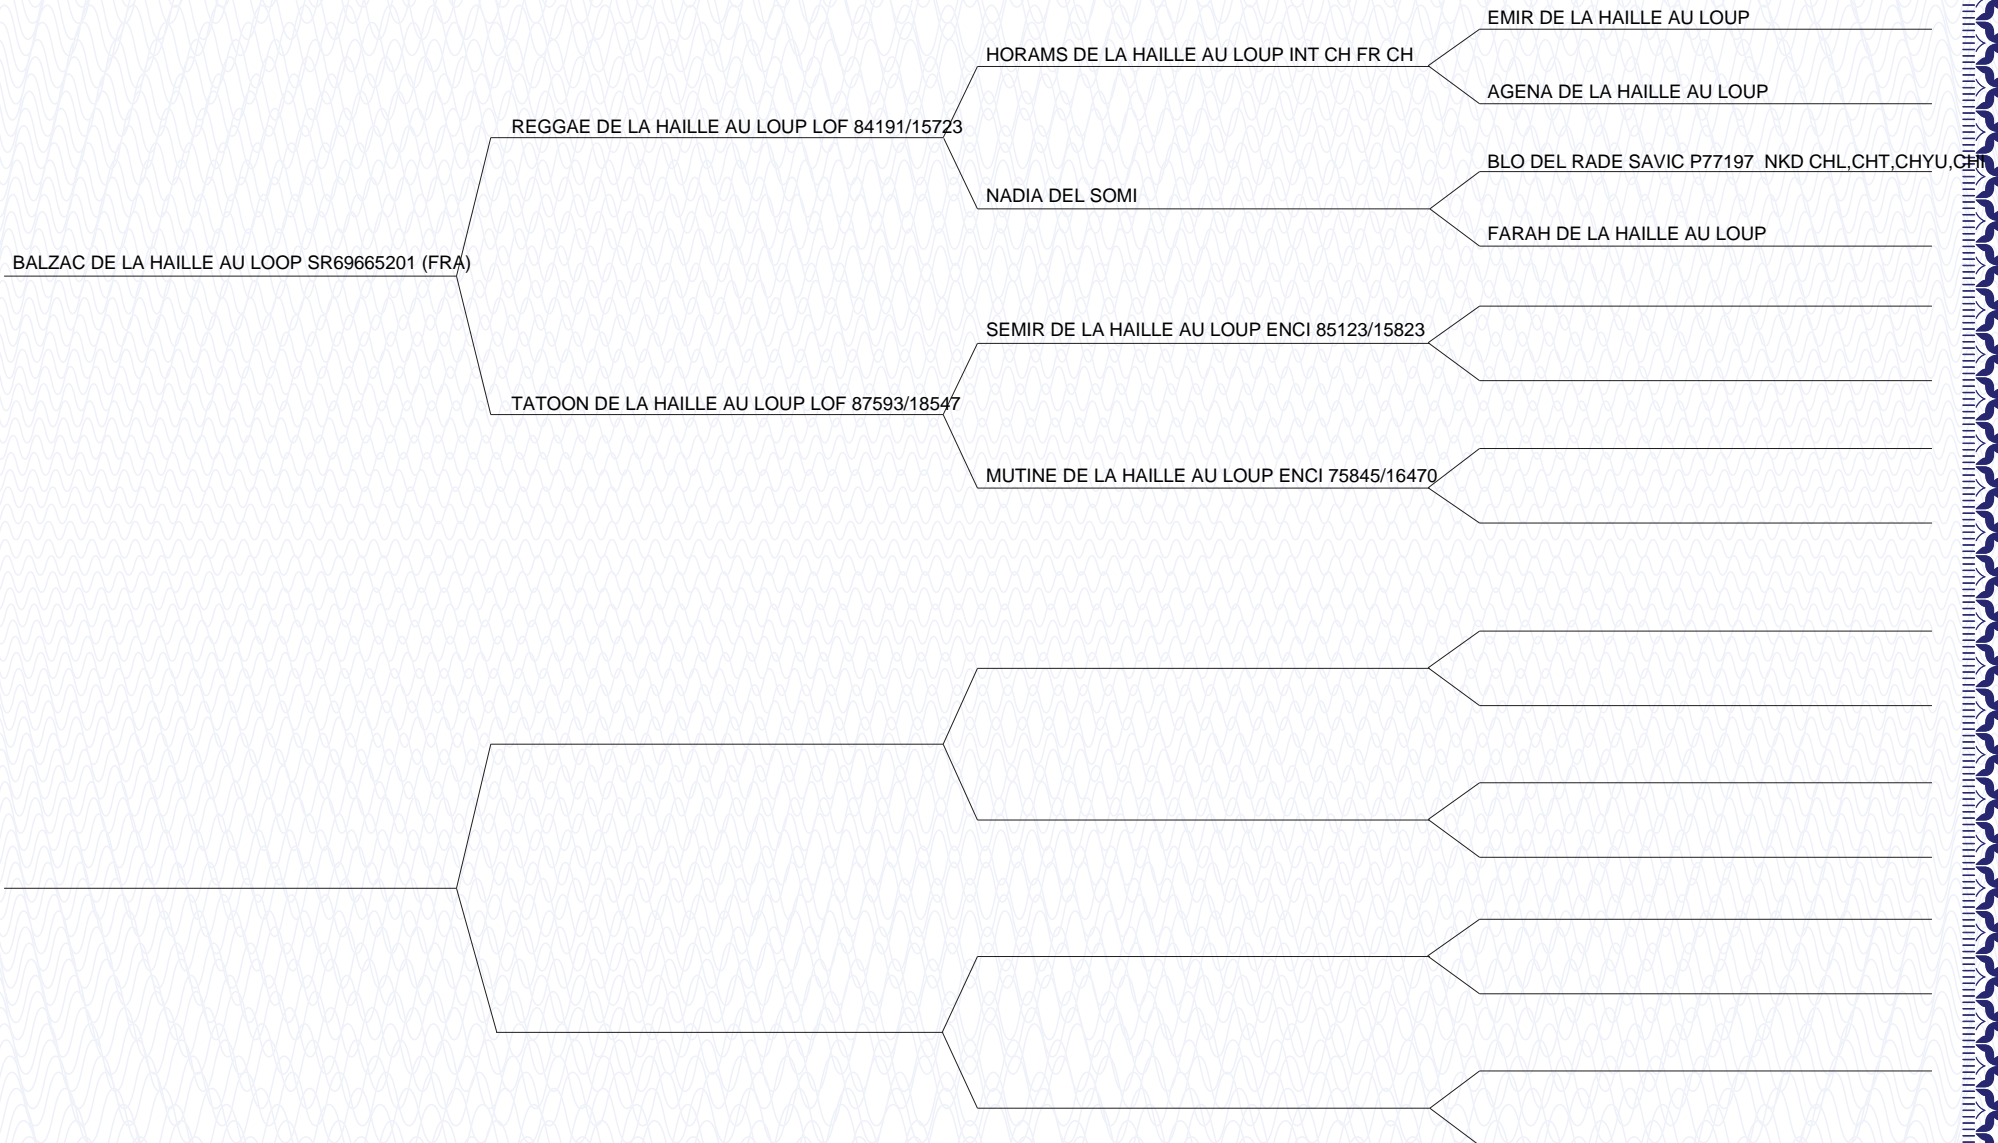 EMIR DE LA HAILLE AU LOUP
HORAMS DE LA HAILLE AU LOUP INT CH FR CH
AGENA DE LA HAILLE AU LOUP
REGGAE DE LA HAILLE AU LOUP LOF 84191/15723
BLO DEL RADE SAVIC P77197 NKD CHL,CHT,CHYU,CHI
NADIA DEL SOMI
FARAH DE LA HAILLE AU LOUP
BALZAC DE LA HAILLE AU LOOP SR69665201 (FRA)
SEMIR DE LA HAILLE AU LOUP ENCI 85123/15823
TATOON DE LA HAILLE AU LOUP LOF 87593/18547
MUTINE DE LA HAILLE AU LOUP ENCI 75845/16470